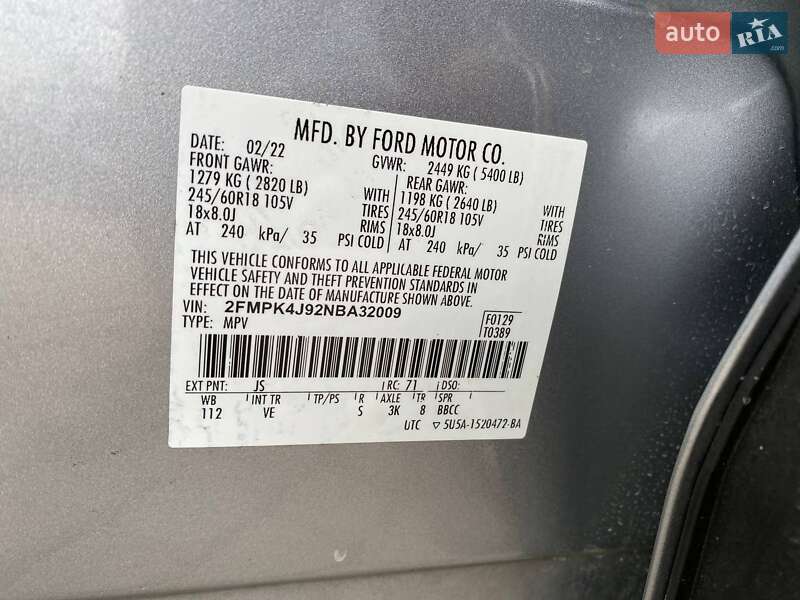 auto RIA .com
MFD. BY FORD MOTOR CO.
DATE: 02/22 GVWR: 2449 KG ( 5400 LB)
FRONT GAWR: REAR GAWR:
1279 KG ( 2820 LB) WITH 1198 KG ( 2640 LB) WITH
245/60R18 105V TIRES 245/60R18 105V TIRES
18x8.0J RIMS 18x8.0J RIMS
AT 240 kPa/ 35 PSI COLD AT 240 kPa/ 35 PSI COLD
THIS VEHICLE CONFORMS TO ALL APPLICABLE FEDERAL MOTOR
VEHICLE SAFETY AND THEFT PREVENTION STANDARDS IN
EFFECT ON THE DATE OF MANUFACTURE SHOWN ABOVE.
VIN: 2FMPK4J92NBA32009 F0129
TYPE: MPV T0389
EXT PNT: JS RC: 71 DSO:
WB INT TR TP/PS R AXLE TR SPR
112 VE S 3K 8 BBCC
UTC ▽ 5U5A-1520472-BA